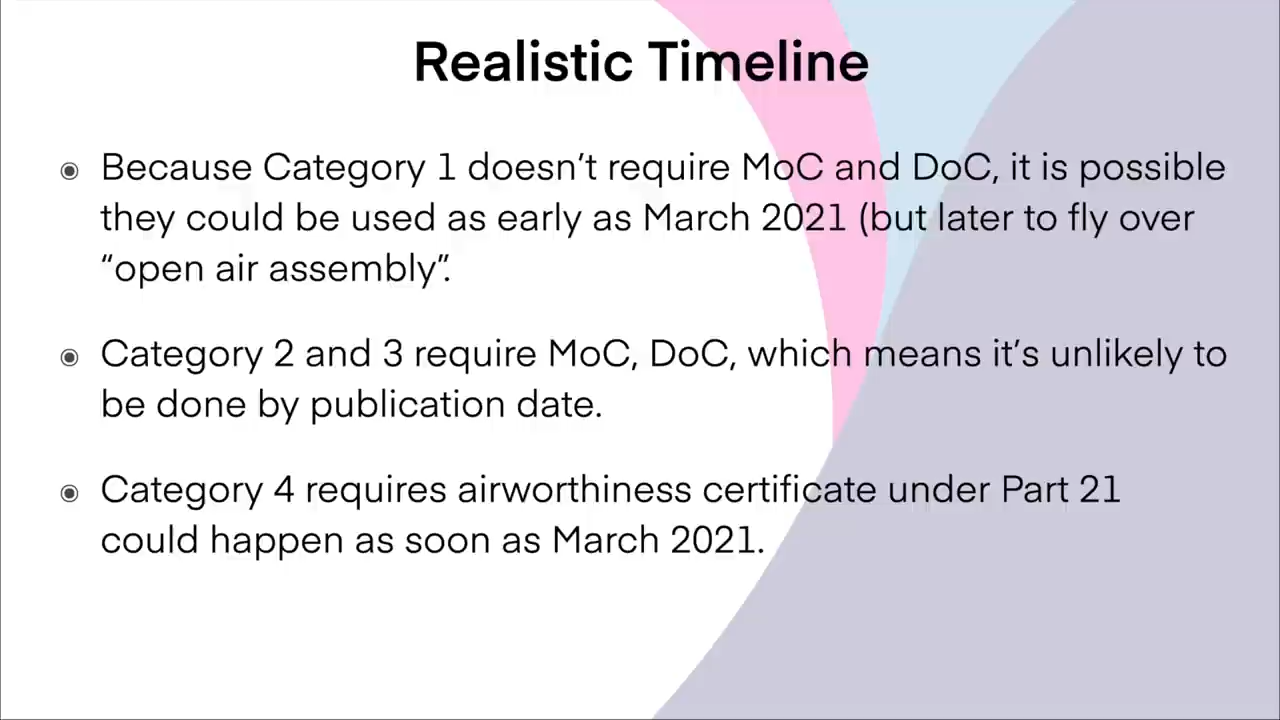 Realistic Timeline
Because Category 1 doesn’t require MoC and DoC, it is possible
they could be used as early as March 2021 (but later to fly over
“open air assembly”.
Category 2 and 3 require MoC, DoC, which means it’s unlikely to
be done by publication date.
Category 4 requires airworthiness certificate under Part 21
could happen as soon as March 2021.